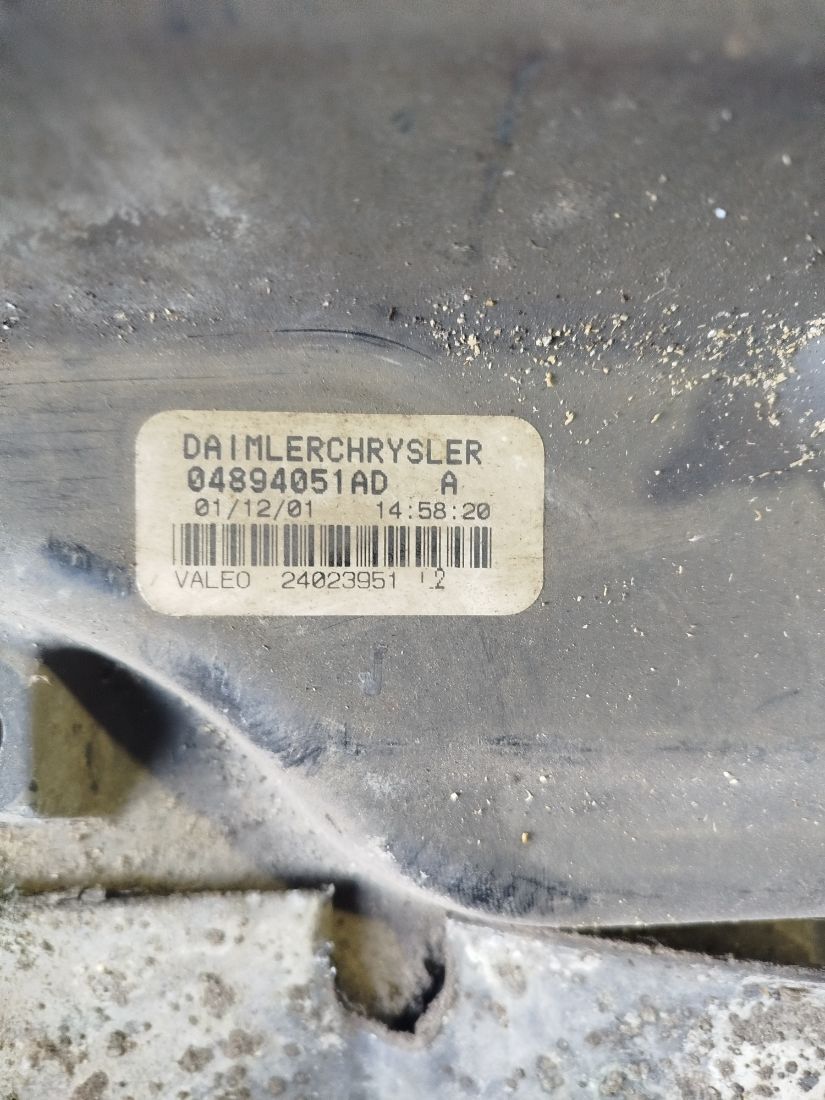 DAIMLERCHRYSLER
04894051AD A
01/12/01 14:58:20
VALEO 24023951